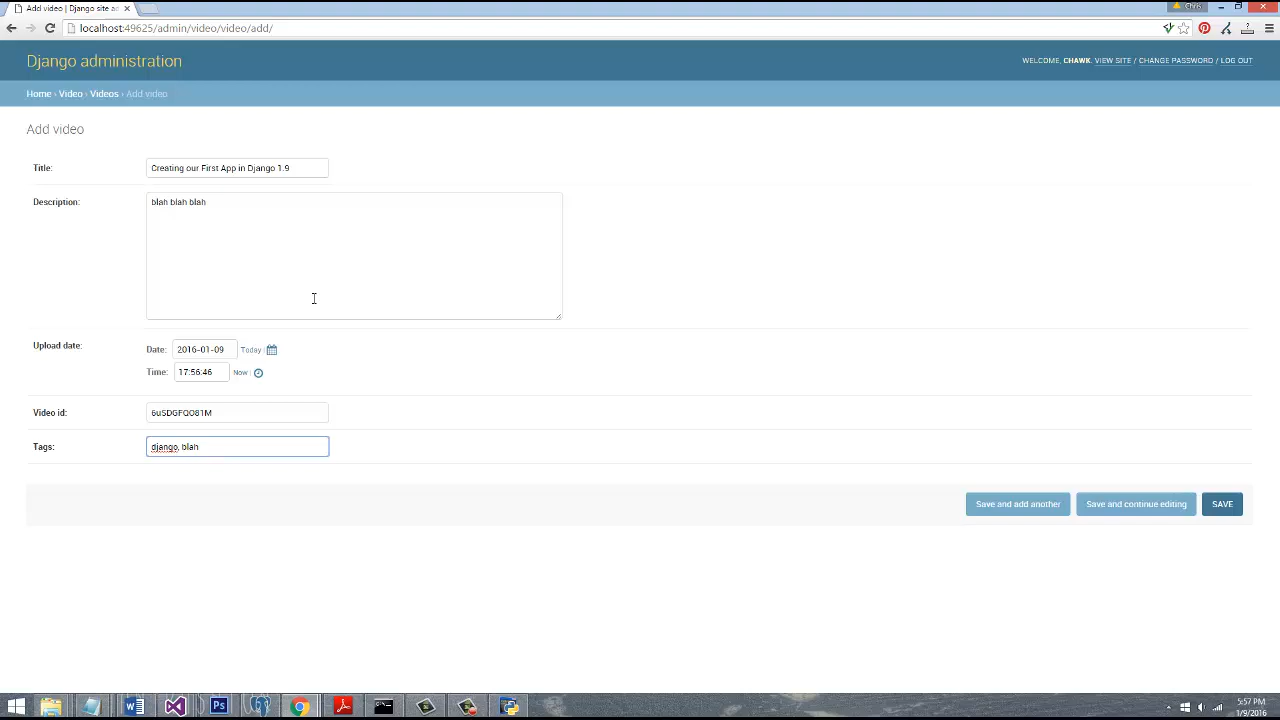 Add video | Django site a
Chris
localhost:49625/admin/video/video/add/
Django administration
WELCOME, CHAWK. VIEW SITE / CHANGE PASSWORD / LOG OUT
Home › Video › Videos › Add video
Add video
Title: Creating our First App in Django 1.9
Description: blah blah blah
Upload date: Date: 2016-01-09 Today |
Time: 17:56:46 Now |
Video id: 6uSDGFQO81M
Tags: django, blah
Save and add another Save and continue editing SAVE
5:57 PM
1/9/2016